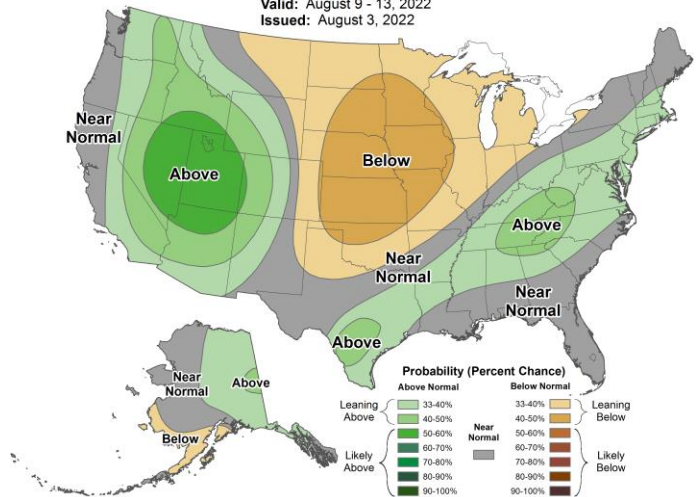 Valid: August 9 - 13, 2022
Issued: August 3, 2022
Near
Normal
Above
Below
Near
Normal
Above
Near
Normal
Above
Near
Normal
Above
Below
Probability (Percent Chance)
Above Normal
Below Normal
Leaning
Above
33-40%
40-50%
Likely
Above
50-60%
60-70%
70-80%
80-90%
90-100%
Near
Normal
33-40%
40-50%
Leaning
Below
50-60%
60-70%
70-80%
80-90%
90-100%
Likely
Below